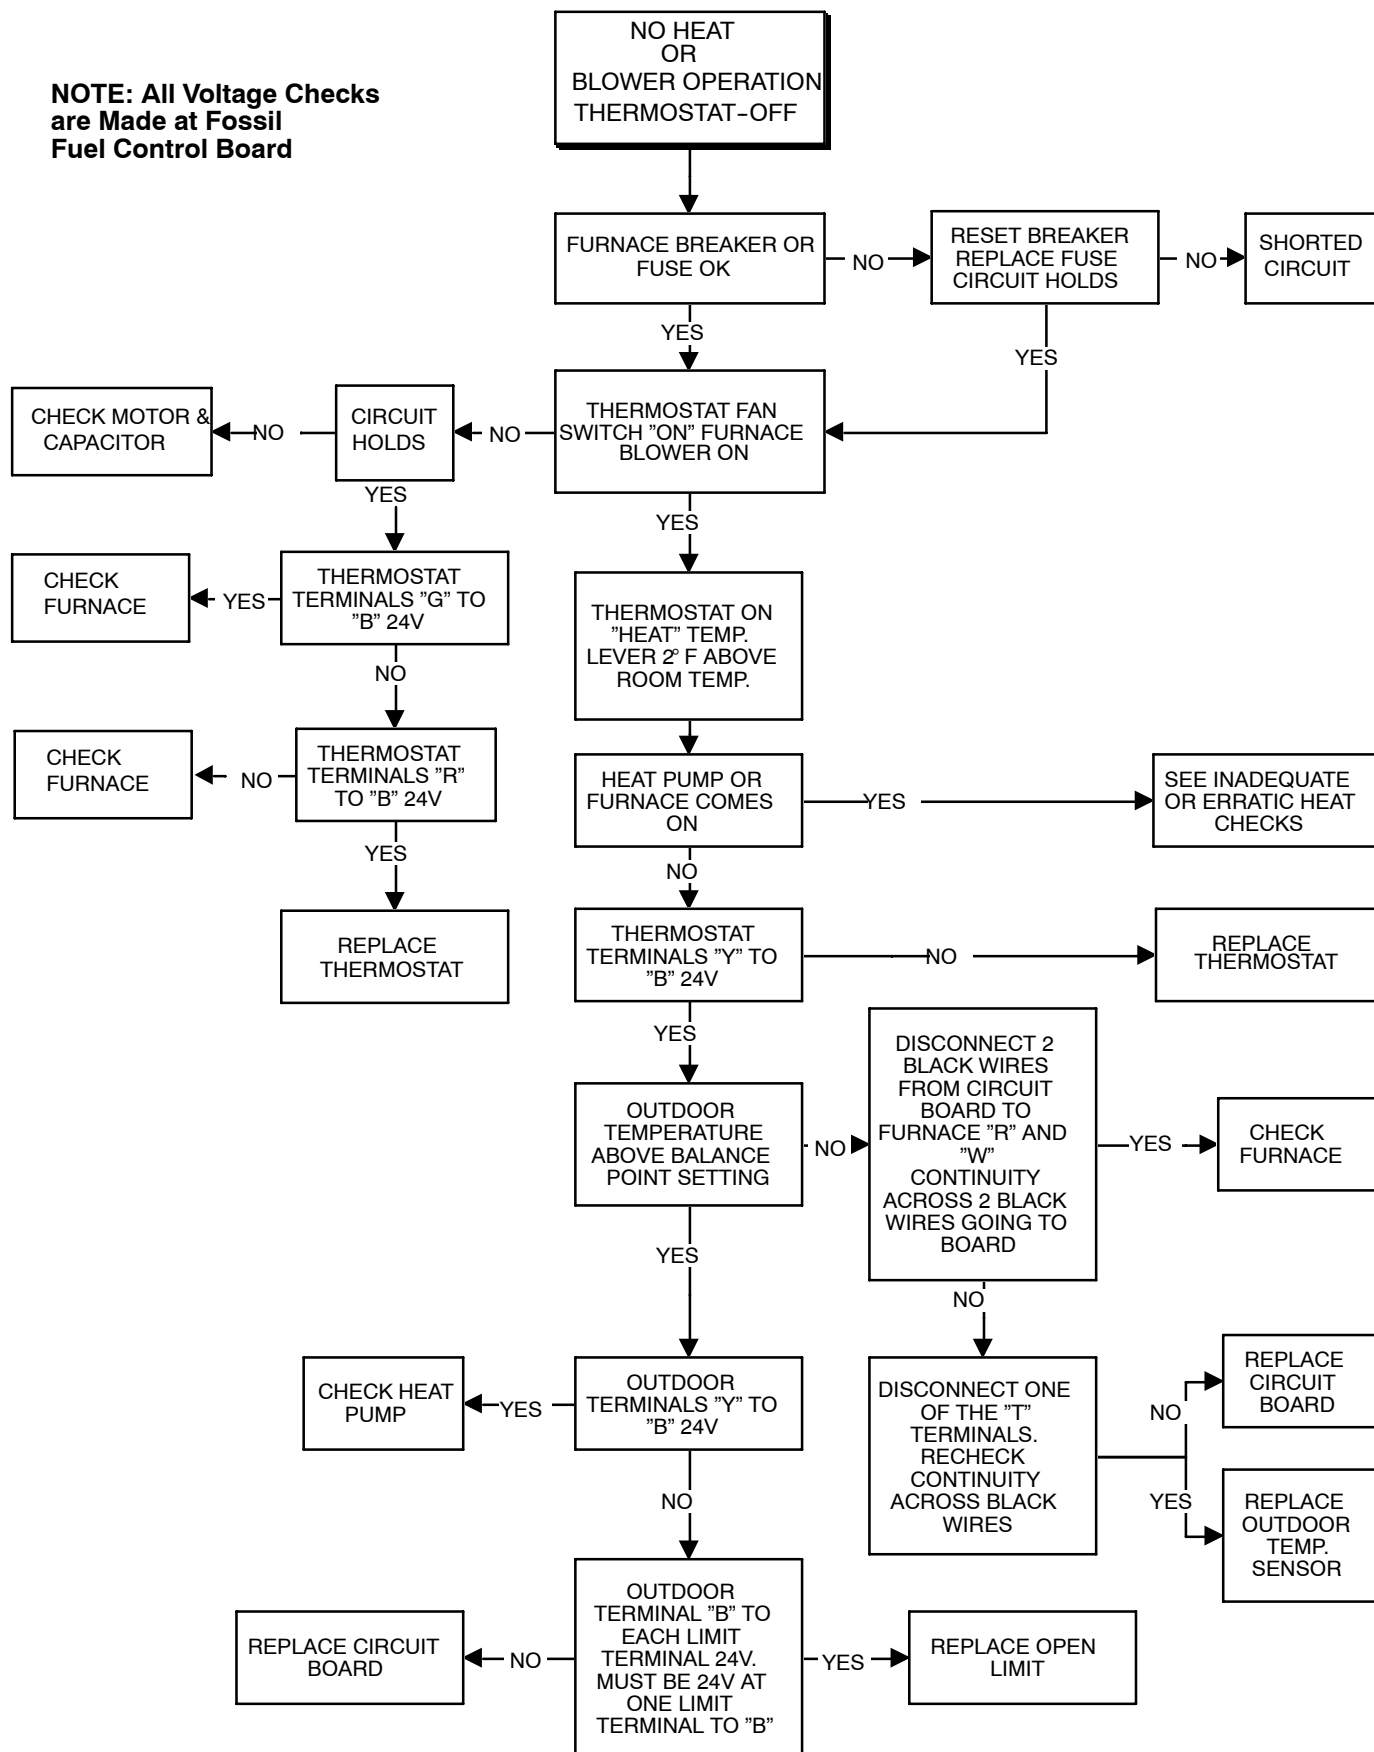 NO HEAT
OR
BLOWER OPERATION
THERMOSTAT-OFF
NOTE: All Voltage Checks
are Made at Fossil
Fuel Control Board
FURNACE BREAKER OR
FUSE OK
NO
RESET BREAKER
REPLACE FUSE
CIRCUIT HOLDS
NO
SHORTED
CIRCUIT
YES
YES
CHECK MOTOR &
CAPACITOR
NO
CIRCUIT
HOLDS
NO
THERMOSTAT FAN
SWITCH ”ON” FURNACE
BLOWER ON
YES
YES
CHECK
FURNACE
YES
THERMOSTAT
TERMINALS ”G” TO
”B” 24V
THERMOSTAT ON
”HEAT” TEMP.
LEVER 2° F ABOVE
ROOM TEMP.
NO
CHECK
FURNACE
NO
THERMOSTAT
TERMINALS ”R”
TO ”B” 24V
HEAT PUMP OR
FURNACE COMES
ON
YES
SEE INADEQUATE
OR ERRATIC HEAT
CHECKS
YES
NO
REPLACE
THERMOSTAT
THERMOSTAT
TERMINALS ”Y” TO
”B” 24V
NO
REPLACE
THERMOSTAT
YES
OUTDOOR
TEMPERATURE
ABOVE BALANCE
POINT SETTING
NO
DISCONNECT 2
BLACK WIRES
FROM CIRCUIT
BOARD TO
FURNACE ”R” AND
”W”
CONTINUITY
ACROSS 2 BLACK
WIRES GOING TO
BOARD
YES
CHECK
FURNACE
YES
NO
CHECK HEAT
PUMP
YES
OUTDOOR
TERMINALS ”Y” TO
”B” 24V
DISCONNECT ONE
OF THE ”T”
TERMINALS.
RECHECK
CONTINUITY
ACROSS BLACK
WIRES
NO
REPLACE
CIRCUIT
BOARD
YES
REPLACE
OUTDOOR
TEMP.
SENSOR
NO
REPLACE CIRCUIT
BOARD
NO
OUTDOOR
TERMINAL ”B” TO
EACH LIMIT
TERMINAL 24V.
MUST BE 24V AT
ONE LIMIT
TERMINAL TO ”B”
YES
REPLACE OPEN
LIMIT